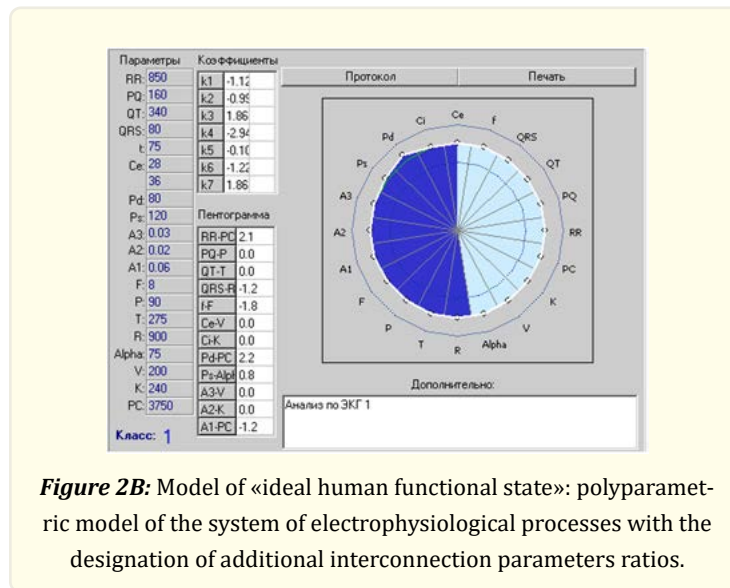 Параметры
RR: 850
PQ: 160
QT: 340
QRS: 80
t: 75
Ce: 28
36
Pd: 80
Ps: 120
A3: 0.03
A2: 0.02
A1: 0.06
F: 8
P: 90
T: 275
R: 900
Alpha: 75
V: 200
K: 240
PC: 3750
Класс: 1
Коэффициенты
k1 -1.12
k2 -0.99
k3 1.86
k4 -2.94
k5 -0.10
k6 -1.22
k7 1.86
Пентограмма
RR-PC 2.1
PQ-P 0.0
QT-T 0.0
QRS-R -1.2
f-F -1.8
Ce-V 0.0
Ci-K 0.0
Pd-PC 2.2
Ps-Alph 0.8
A3-V 0.0
A2-K 0.0
A1-PC -1.2
Протокол Печать
Ce
f
QRS
QT
PQ
RR
PC
K
V
Alpha
R
T
P
F
A1
A2
A3
Ps
Pd
Ci
Дополнительно:
Анализ по ЭКГ 1
Figure 2B: Model of «ideal human functional state»: polyparamet-
ric model of the system of electrophysiological processes with the
designation of additional interconnection parameters ratios.